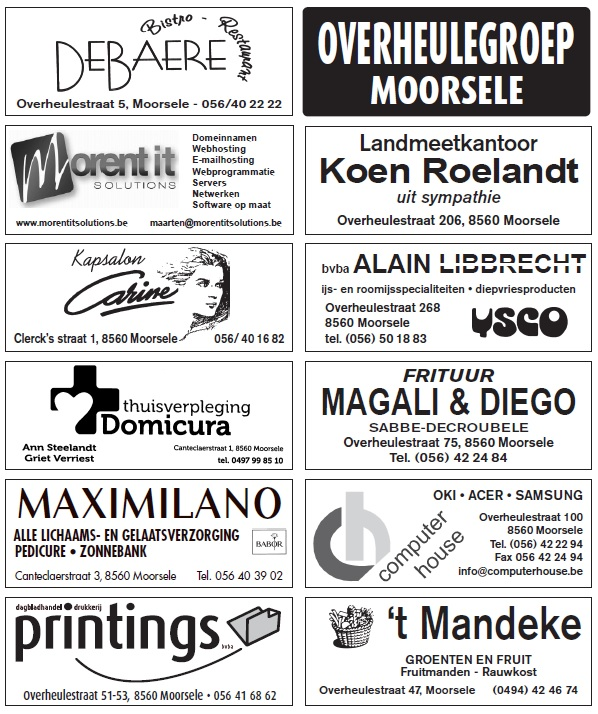 Bistro - Restaurant
DEBAERE
Overheulestraat 5, Moorsele - 056/40 22 22
OVERHEULEGROEP
MOORSELE
Morent it
SOLUTIONS
Domeinnamen
Webhosting
E-mailhosting
Webprogrammatie
Servers
Netwerken
Software op maat
www.morentitsolutions.be maarten@morentitsolutions.be
Landmeetkantoor
Koen Roelandt
uit sympathie
Overheulestraat 206, 8560 Moorsele
Kapsalon
Carine
Clerck's straat 1, 8560 Moorsele 056/ 40 16 82
bvba ALAIN LIBBRECHT
ijs- en roomijsspecialiteiten • diepvriesproducten
Overheulestraat 268
8560 Moorsele
tel. (056) 50 18 83
YSCO
thuisverpleging
Domicura
Ann Steelandt
Griet Verriest
Canteclaerstraat 1, 8560 Moorsele
tel. 0497 99 85 10
FRITUUR
MAGALI & DIEGO
SABBE-DECROUBELE
Overheulestraat 75, 8560 Moorsele
Tel. (056) 42 24 84
MAXIMILANO
ALLE LICHAAMS- EN GELAATSVERZORGING
PEDICURE • ZONNEBANK
BABOR
Canteclaerstraat 3, 8560 Moorsele Tel. 056 40 39 02
OKI • ACER • SAMSUNG
computer
house
Overheulestraat 100
8560 Moorsele
Tel. (056) 42 22 94
Fax 056 42 24 94
info@computerhouse.be
dagbladhandel drukkerij
printings
bvba
Overheulestraat 51-53, 8560 Moorsele • 056 41 68 62
't Mandeke
GROENTEN EN FRUIT
Fruitmanden - Rauwkost
Overheulestraat 47, Moorsele (0494) 42 46 74